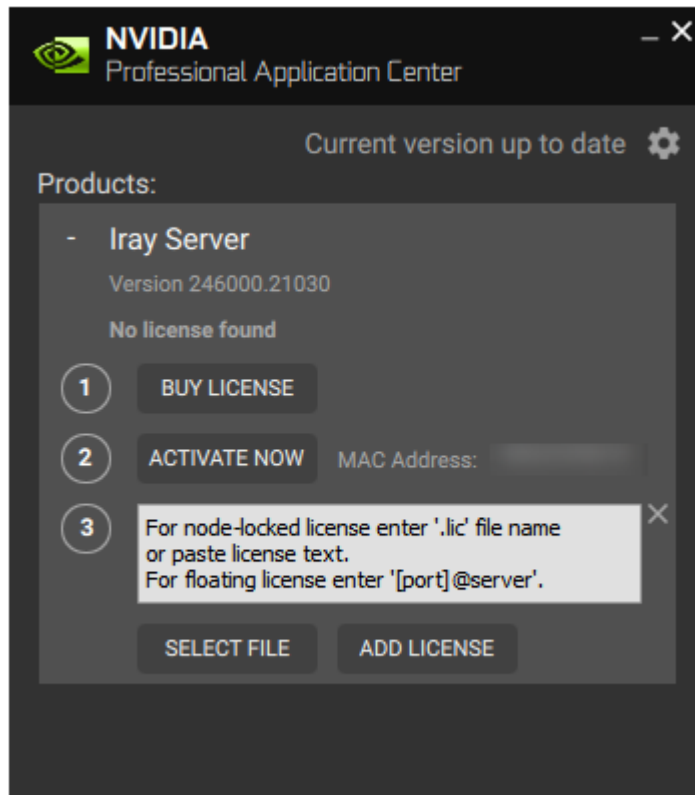 NVIDIA
Professional Application Center
Current version up to date
Products:
- Iray Server
Version 246000.21030
No license found
1 BUY LICENSE
2 ACTIVATE NOW MAC Address:
3 For node-locked license enter '.lic' file name
or paste license text.
For floating license enter '[port]@server'.
SELECT FILE ADD LICENSE